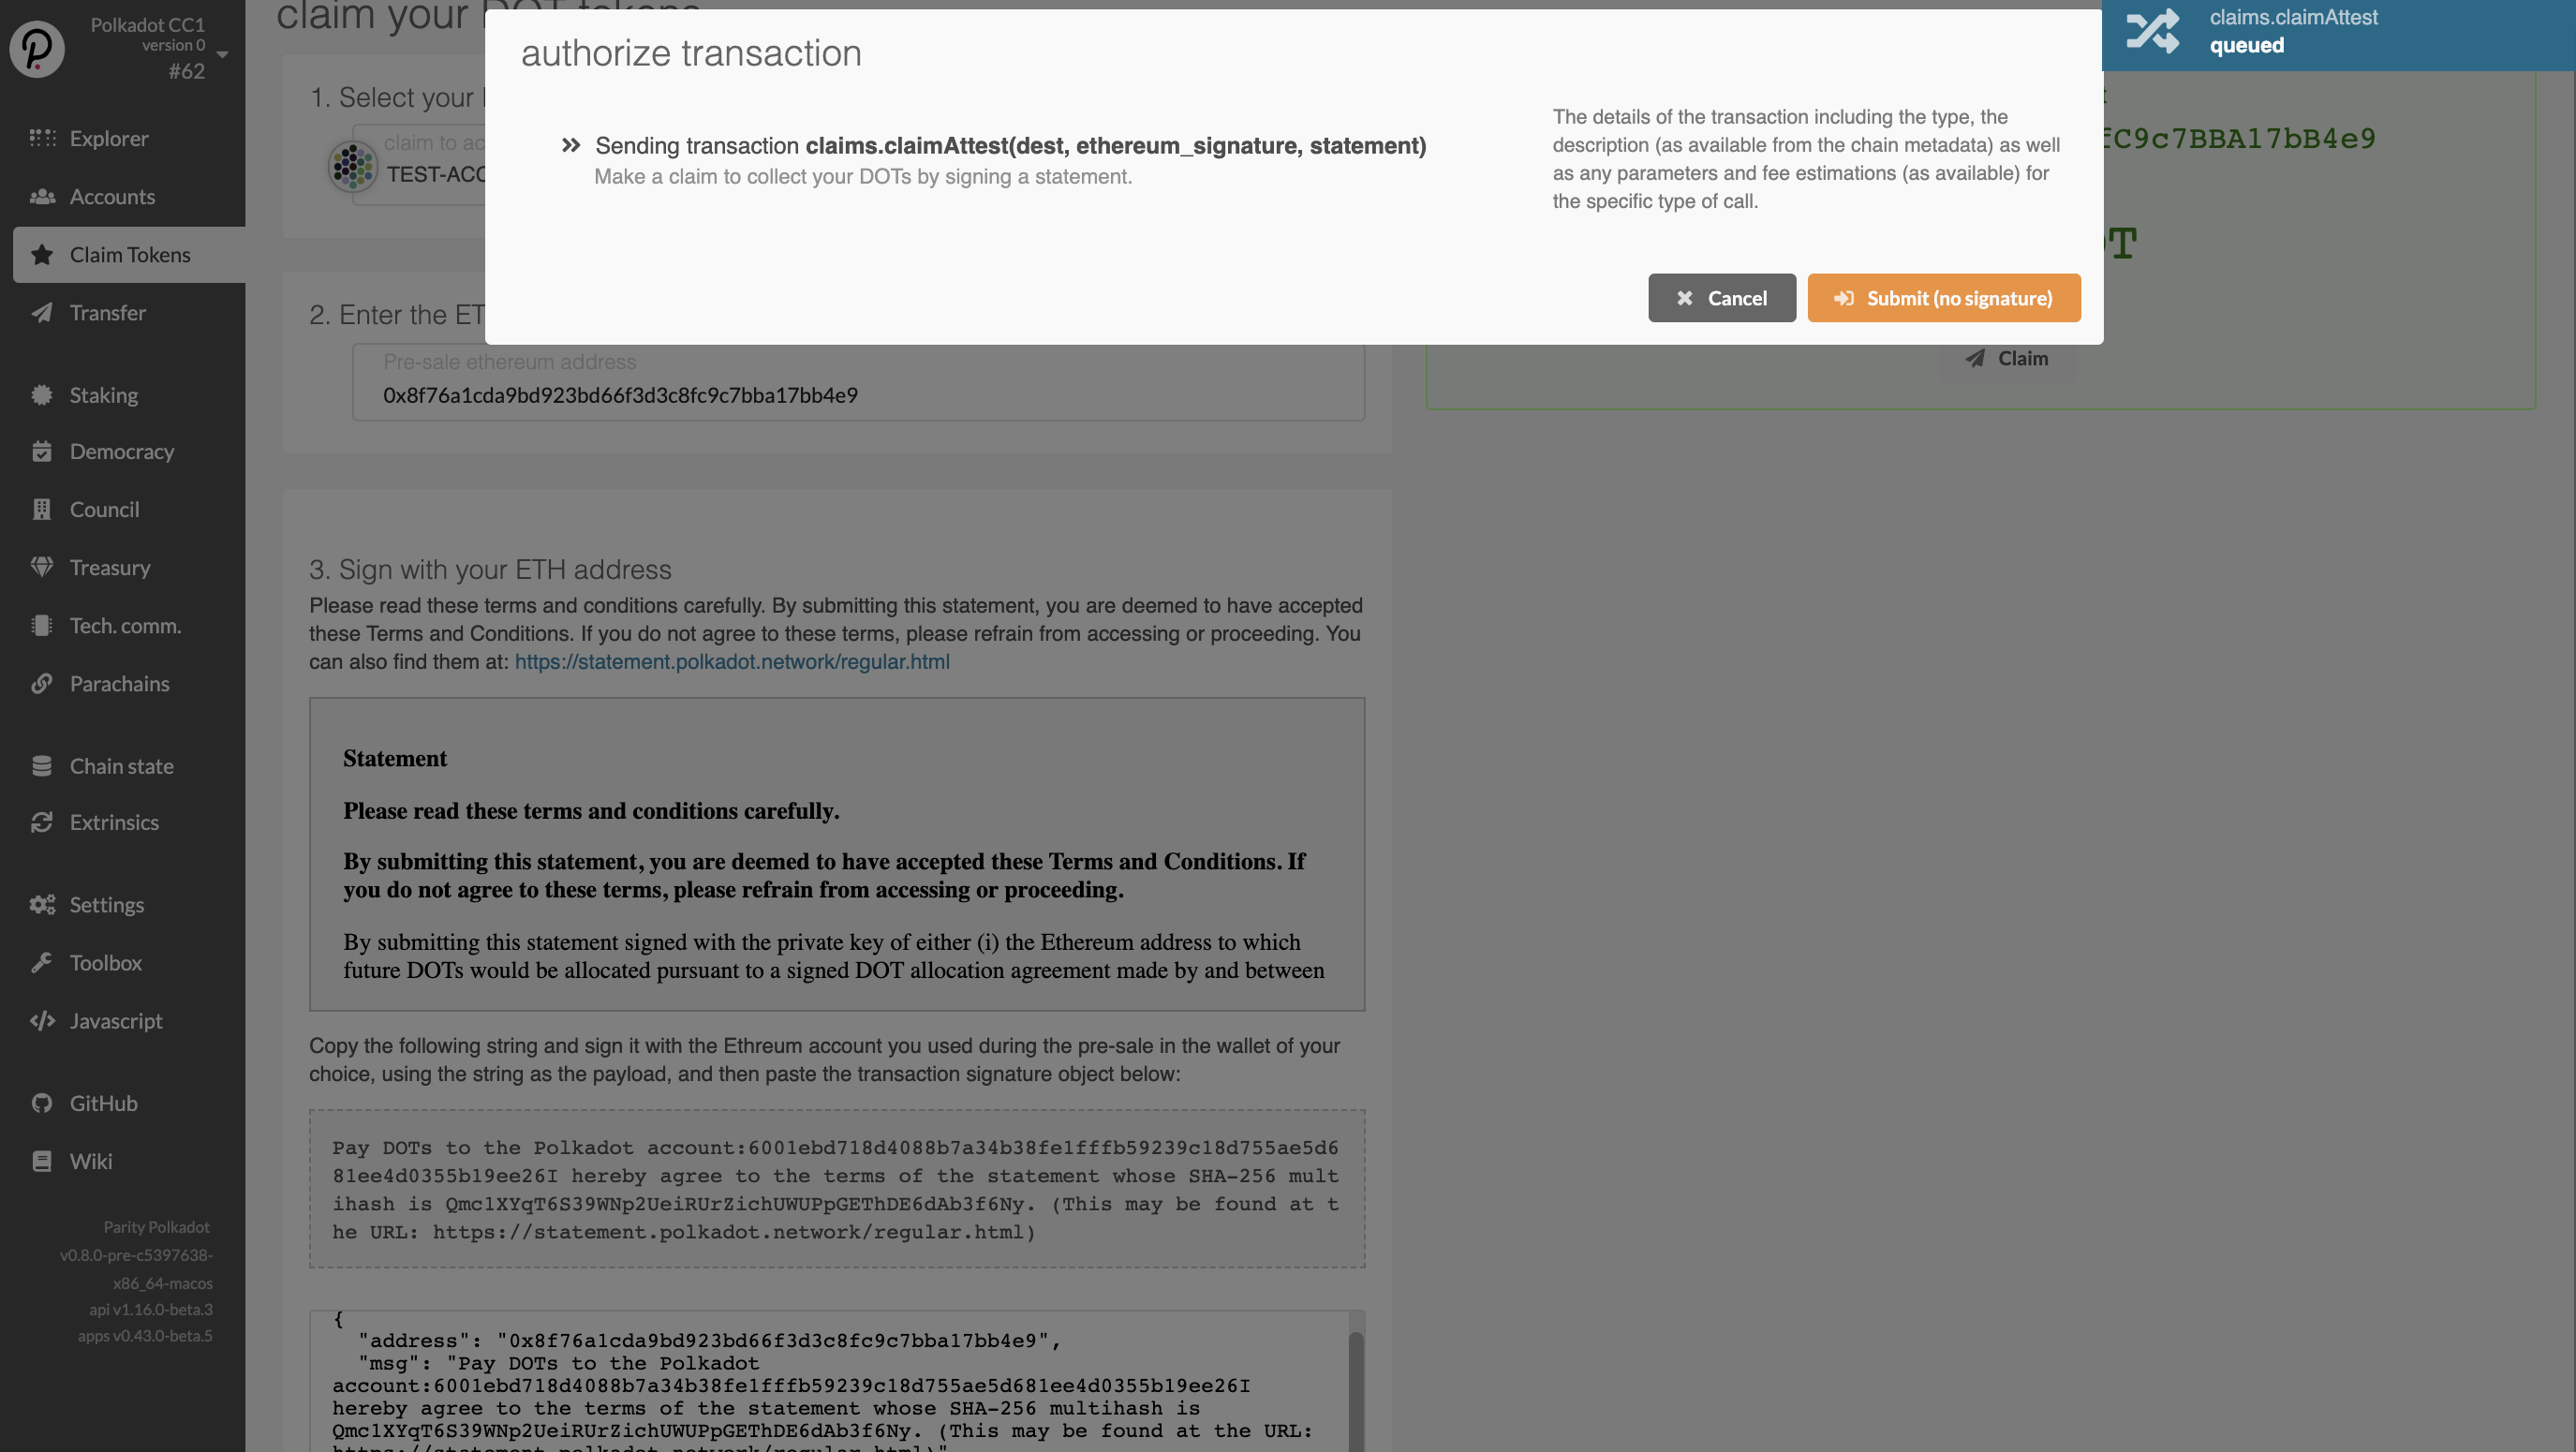 Polkadot CC1
version 0
#62
Explorer
Accounts
Claim Tokens
Transfer
Staking
Democracy
Council
Treasury
Tech. comm.
Parachains
Chain state
Extrinsics
Settings
Toolbox
Javascript
GitHub
Wiki
Parity Polkadot
v0.8.0-pre-c5397638-
x86_64-macos
api v1.16.0-beta.3
apps v0.43.0-beta.5
claim your DOT tokens
authorize transaction
Sending transaction claims.claimAttest(dest, ethereum_signature, statement)
Make a claim to collect your DOTs by signing a statement.
The details of the transaction including the type, the
description (as available from the chain metadata) as well
as any parameters and fee estimations (as available) for
the specific type of call.
Cancel
Submit (no signature)
claims.claimAttest
queued
1. Select your
claim to ac
TEST-ACC
fC9c7BBA17bB4e9
T
Claim
2. Enter the ET
Pre-sale ethereum address
0x8f76a1cda9bd923bd66f3d3c8fc9c7bba17bb4e9
3. Sign with your ETH address
Please read these terms and conditions carefully. By submitting this statement, you are deemed to have accepted
these Terms and Conditions. If you do not agree to these terms, please refrain from accessing or proceeding. You
can also find them at: https://statement.polkadot.network/regular.html
Statement
Please read these terms and conditions carefully.
By submitting this statement, you are deemed to have accepted these Terms and Conditions. If
you do not agree to these terms, please refrain from accessing or proceeding.
By submitting this statement signed with the private key of either (i) the Ethereum address to which
future DOTs would be allocated pursuant to a signed DOT allocation agreement made by and between
Copy the following string and sign it with the Ethreum account you used during the pre-sale in the wallet of your
choice, using the string as the payload, and then paste the transaction signature object below:
Pay DOTs to the Polkadot account:6001ebd718d4088b7a34b38fe1fffb59239c18d755ae5d6
81ee4d0355b19ee26I hereby agree to the terms of the statement whose SHA-256 mult
ihash is Qmc1XYqT6S39WNp2UeiRUrZichUWUPpGEThDE6dAb3f6Ny. (This may be found at t
he URL: https://statement.polkadot.network/regular.html)
{
"address": "0x8f76a1cda9bd923bd66f3d3c8fc9c7bba17bb4e9",
"msg": "Pay DOTs to the Polkadot
account:6001ebd718d4088b7a34b38fe1fffb59239c18d755ae5d681ee4d0355b19ee26I
hereby agree to the terms of the statement whose SHA-256 multihash is
Qmc1XYqT6S39WNp2UeiRUrZichUWUPpGEThDE6dAb3f6Ny. (This may be found at the URL:
https://statement.polkadot.network/regular.html)"